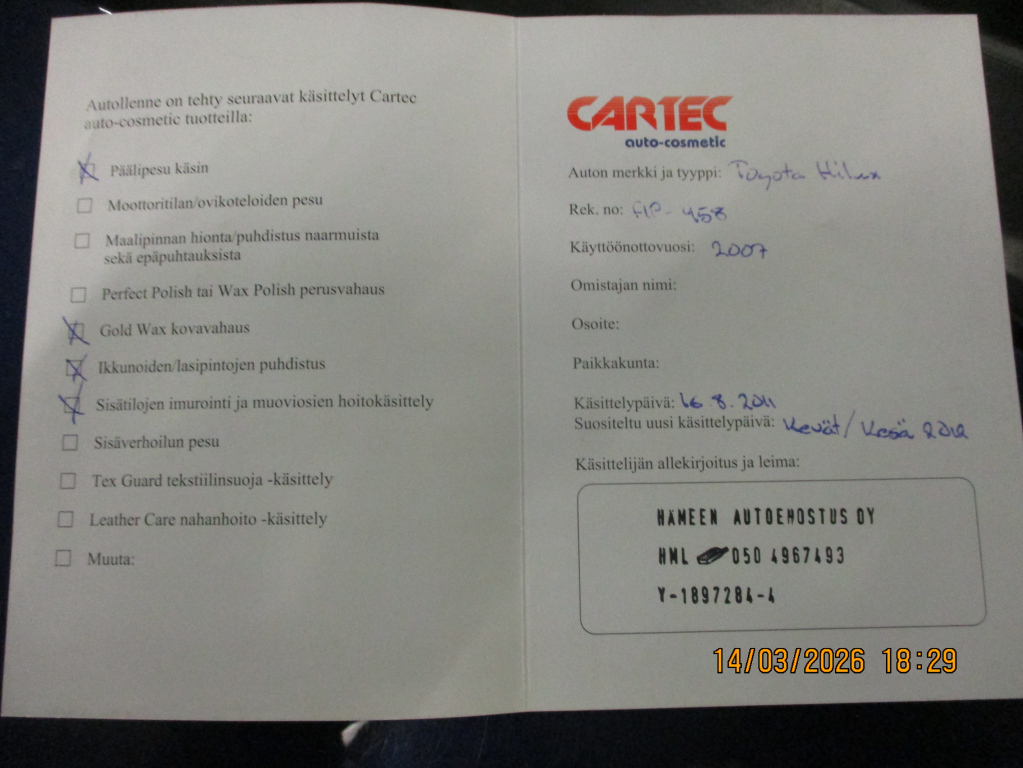 Autollenne on tehty seuraavat käsittelyt Cartec
auto-cosmetic tuotteilla:
Päälipesu käsin
Moottoritilan/ovikoteloiden pesu
Maalipinnan hionta/puhdistus naarmuista
sekä epäpuhtauksista
Perfect Polish tai Wax Polish perusvahaus
Gold Wax kovavahaus
Ikkunoiden/lasipintojen puhdistus
Sisätilojen imurointi ja muoviosien hoitokäsittely
Sisäverhoilun pesu
Tex Guard tekstiilinsuoja -käsittely
Leather Care nahanhoito -käsittely
Muuta:
CARTEC
auto-cosmetic
Auton merkki ja tyyppi: Toyota Hilux
Rek. no: -458
Käyttöönottovuosi: 2007
Omistajan nimi:
Osoite:
Paikkakunta:
Käsittelypäivä: 16 8. 2011
Suositeltu uusi käsittelypäivä: Kevät/Kesä 2012
Käsittelijän allekirjoitus ja leima:
HÄMEEN AUTOEHOSTUS OY
HML 050 4967493
Y-1897284-4
14/03/2026 18:29